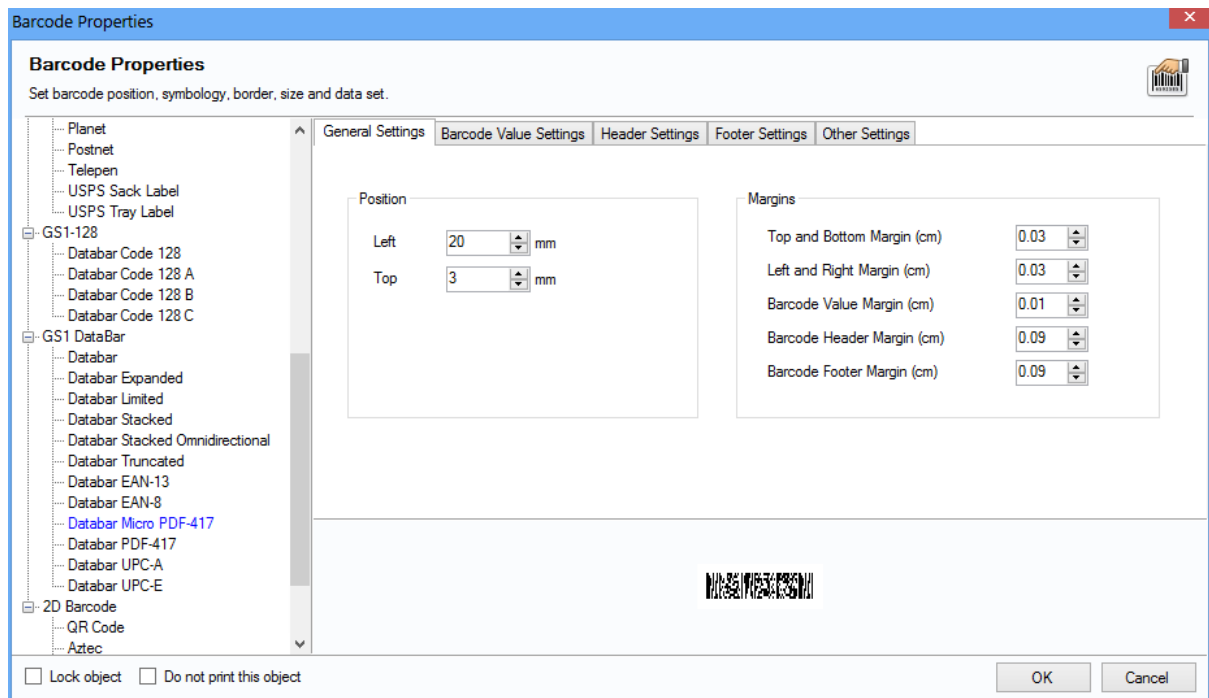 Barcode Properties
Barcode Properties
Set barcode position, symbology, border, size and data set.
Planet
Postnet
Telepen
USPS Sack Label
USPS Tray Label
GS1-128
Databar Code 128
Databar Code 128 A
Databar Code 128 B
Databar Code 128 C
GS1 DataBar
Databar
Databar Expanded
Databar Limited
Databar Stacked
Databar Stacked Omnidirectional
Databar Truncated
Databar EAN-13
Databar EAN-8
Databar Micro PDF-417
Databar PDF-417
Databar UPC-A
Databar UPC-E
2D Barcode
QR Code
Aztec
General Settings Barcode Value Settings Header Settings Footer Settings Other Settings
Position
Left 20 mm
Top 3 mm
Margins
Top and Bottom Margin (cm) 0.03
Left and Right Margin (cm) 0.03
Barcode Value Margin (cm) 0.01
Barcode Header Margin (cm) 0.09
Barcode Footer Margin (cm) 0.09
Lock object Do not print this object OK Cancel